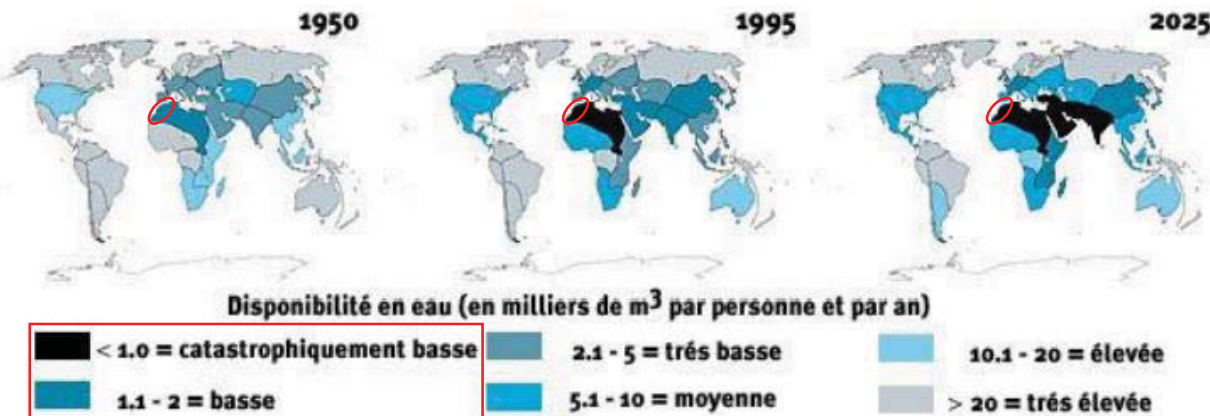 1950 1995 2025
Disponibilité en eau (en milliers de m³ par personne et par an)
< 1.0 = catastrophiquement basse 2.1 - 5 = trés basse 10.1 - 20 = élevée
1.1 - 2 = basse 5.1 - 10 = moyenne > 20 = trés élevée